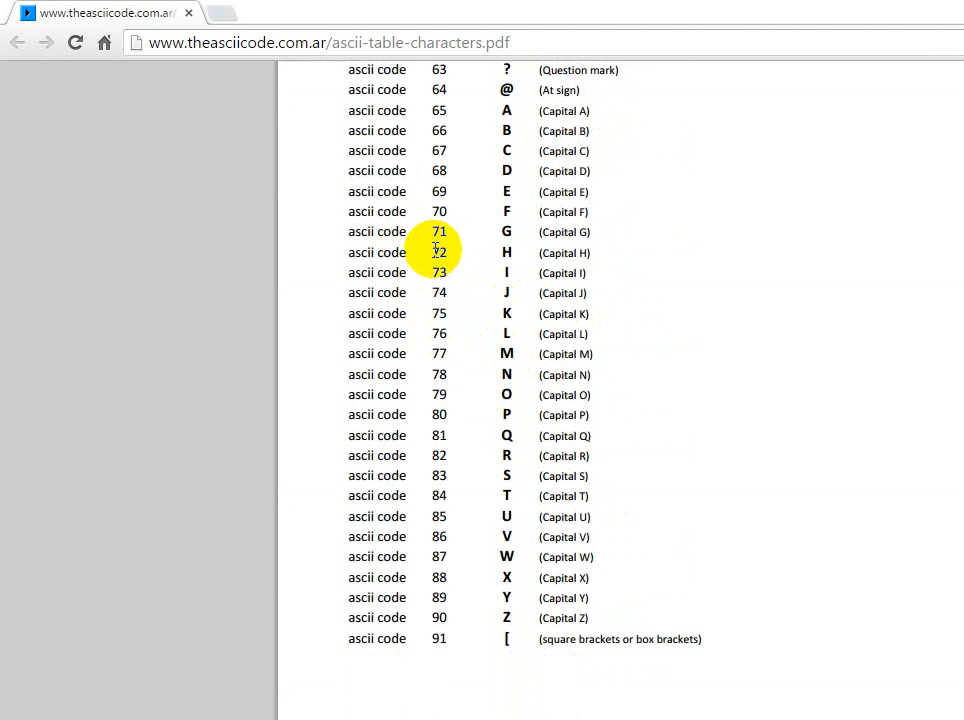 www.theasciicode.com.ar/
www.theasciicode.com.ar/ascii-table-characters.pdf
ascii code 63 ? (Question mark)
ascii code 64 @ (At sign)
ascii code 65 A (Capital A)
ascii code 66 B (Capital B)
ascii code 67 C (Capital C)
ascii code 68 D (Capital D)
ascii code 69 E (Capital E)
ascii code 70 F (Capital F)
ascii code 71 G (Capital G)
ascii code 72 H (Capital H)
ascii code 73 I (Capital I)
ascii code 74 J (Capital J)
ascii code 75 K (Capital K)
ascii code 76 L (Capital L)
ascii code 77 M (Capital M)
ascii code 78 N (Capital N)
ascii code 79 O (Capital O)
ascii code 80 P (Capital P)
ascii code 81 Q (Capital Q)
ascii code 82 R (Capital R)
ascii code 83 S (Capital S)
ascii code 84 T (Capital T)
ascii code 85 U (Capital U)
ascii code 86 V (Capital V)
ascii code 87 W (Capital W)
ascii code 88 X (Capital X)
ascii code 89 Y (Capital Y)
ascii code 90 Z (Capital Z)
ascii code 91 [ (square brackets or box brackets)